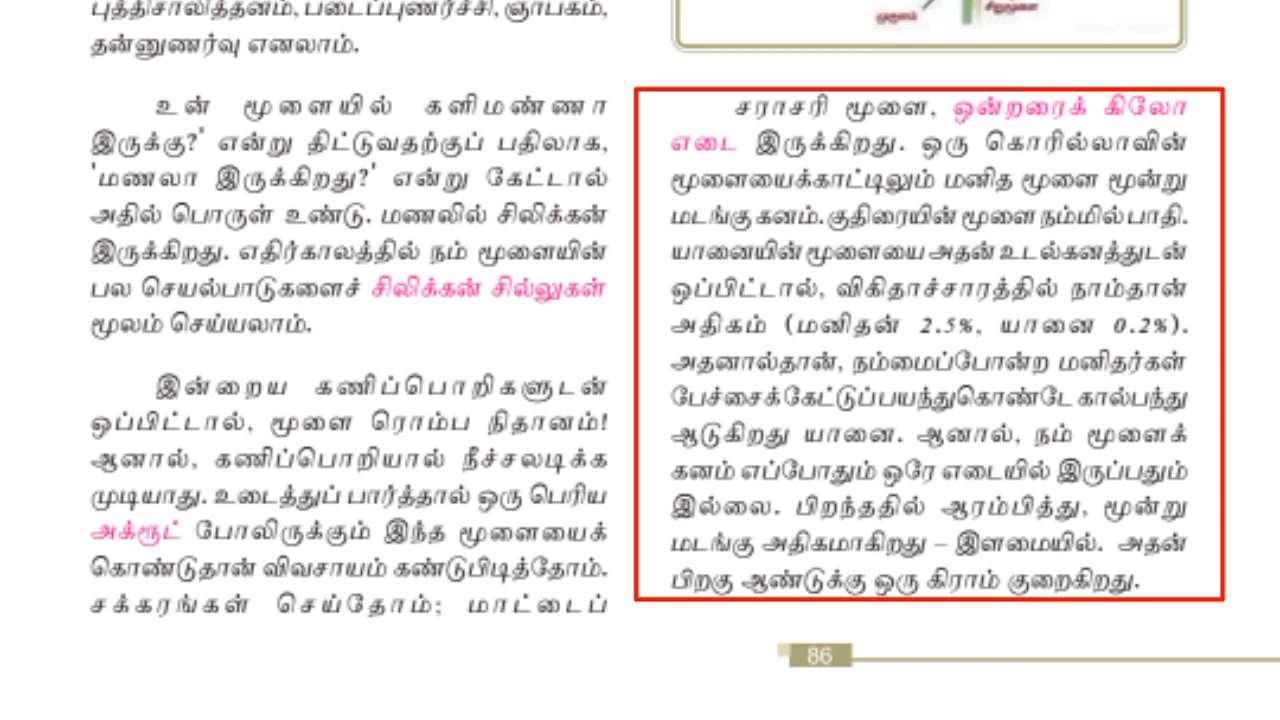 புத்திசாலித்தனம், படைப்புணர்ச்சி, ஞாபகம்,
தன்னுணர்வு எனலாம்.
உன் மூளையில் களிமண்ணா
இருக்கு?' என்று திட்டுவதற்குப் பதிலாக,
'மணலா இருக்கிறது?' என்று கேட்டால்
அதில் பொருள் உண்டு. மணலில் சிலிக்கன்
இருக்கிறது. எதிர்காலத்தில் நம் மூளையின்
பல செயல்பாடுகளைச் சிலிக்கன் சில்லுகள்
மூலம் செய்யலாம்.
இன்றைய கணிப்பொறிகளுடன்
ஒப்பிட்டால், மூளை ரொம்ப நிதானம்!
ஆனால், கணிப்பொறியால் நீச்சலடிக்க
முடியாது. உடைத்துப் பார்த்தால் ஒரு பெரிய
அக்ரூட் போலிருக்கும் இந்த மூளையைக்
கொண்டுதான் விவசாயம் கண்டுபிடித்தோம்.
சக்கரங்கள் செய்தோம்; மாட்டைப்
முகுளம்
சிறுமூளை
சராசரி மூளை, ஒன்றரைக் கிலோ
எடை இருக்கிறது. ஒரு கொரில்லாவின்
மூளையைக்காட்டிலும் மனித மூளை மூன்று
மடங்கு கனம். குதிரையின் மூளை நம்மில் பாதி.
யானையின் மூளையை அதன் உடல்கனத்துடன்
ஒப்பிட்டால், விகிதாச்சாரத்தில் நாம்தான்
அதிகம் (மனிதன் 2.5%, யானை 0.2%).
அதனால்தான், நம்மைப்போன்ற மனிதர்கள்
பேச்சைக்கேட்டுப்பயந்துகொண்டே கால்பந்து
ஆடுகிறது யானை. ஆனால், நம் மூளைக்
கனம் எப்போதும் ஒரே எடையில் இருப்பதும்
இல்லை. பிறந்ததில் ஆரம்பித்து, மூன்று
மடங்கு அதிகமாகிறது – இளமையில். அதன்
பிறகு ஆண்டுக்கு ஒரு கிராம் குறைகிறது.
86